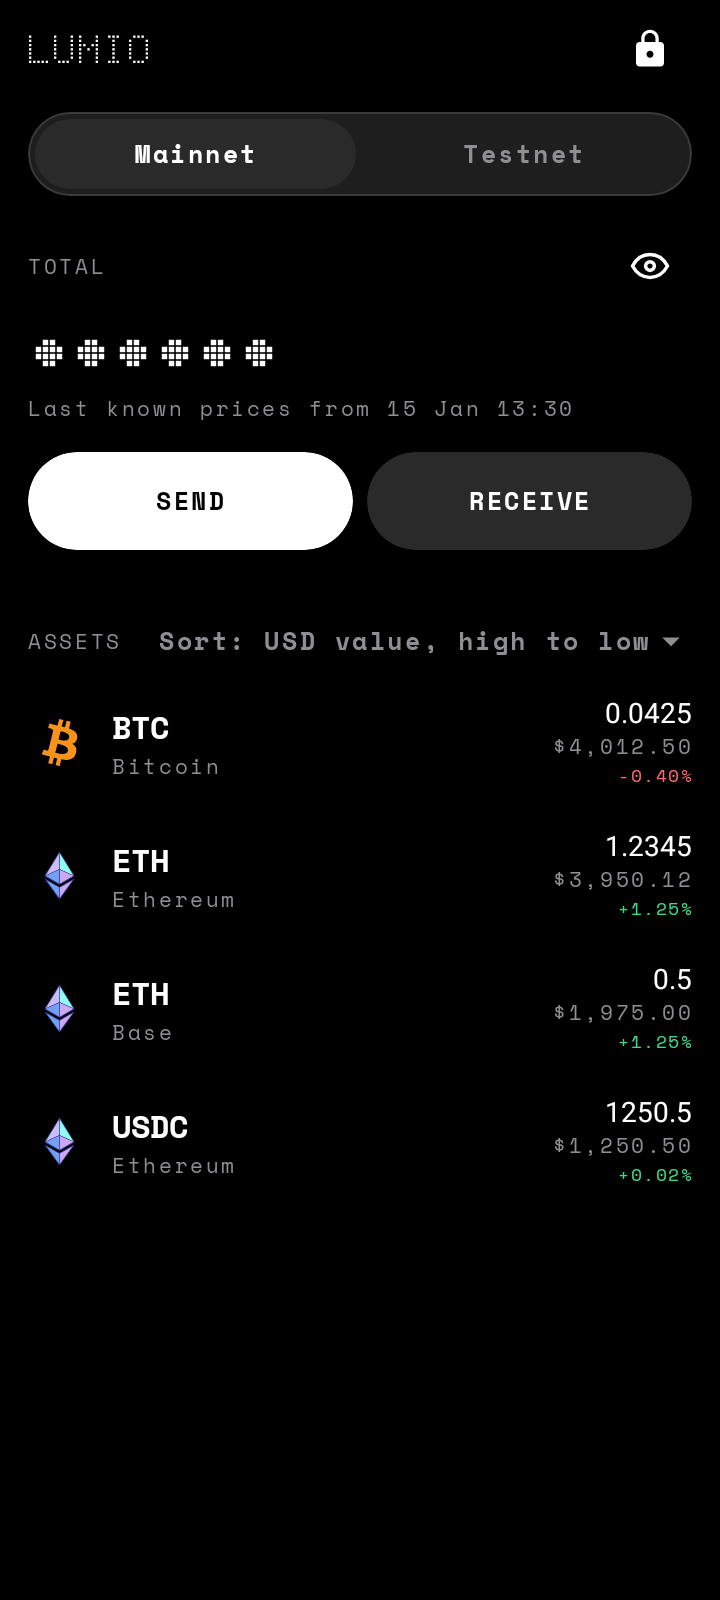 LUMIO
Mainnet Testnet
TOTAL
Last known prices from 15 Jan 13:30
SEND RECEIVE
ASSETS Sort: USD value, high to low
BTC 0.0425
Bitcoin $4,012.50
-0.40%
ETH 1.2345
Ethereum $3,950.12
+1.25%
ETH 0.5
Base $1,975.00
+1.25%
USDC 1250.5
Ethereum $1,250.50
+0.02%